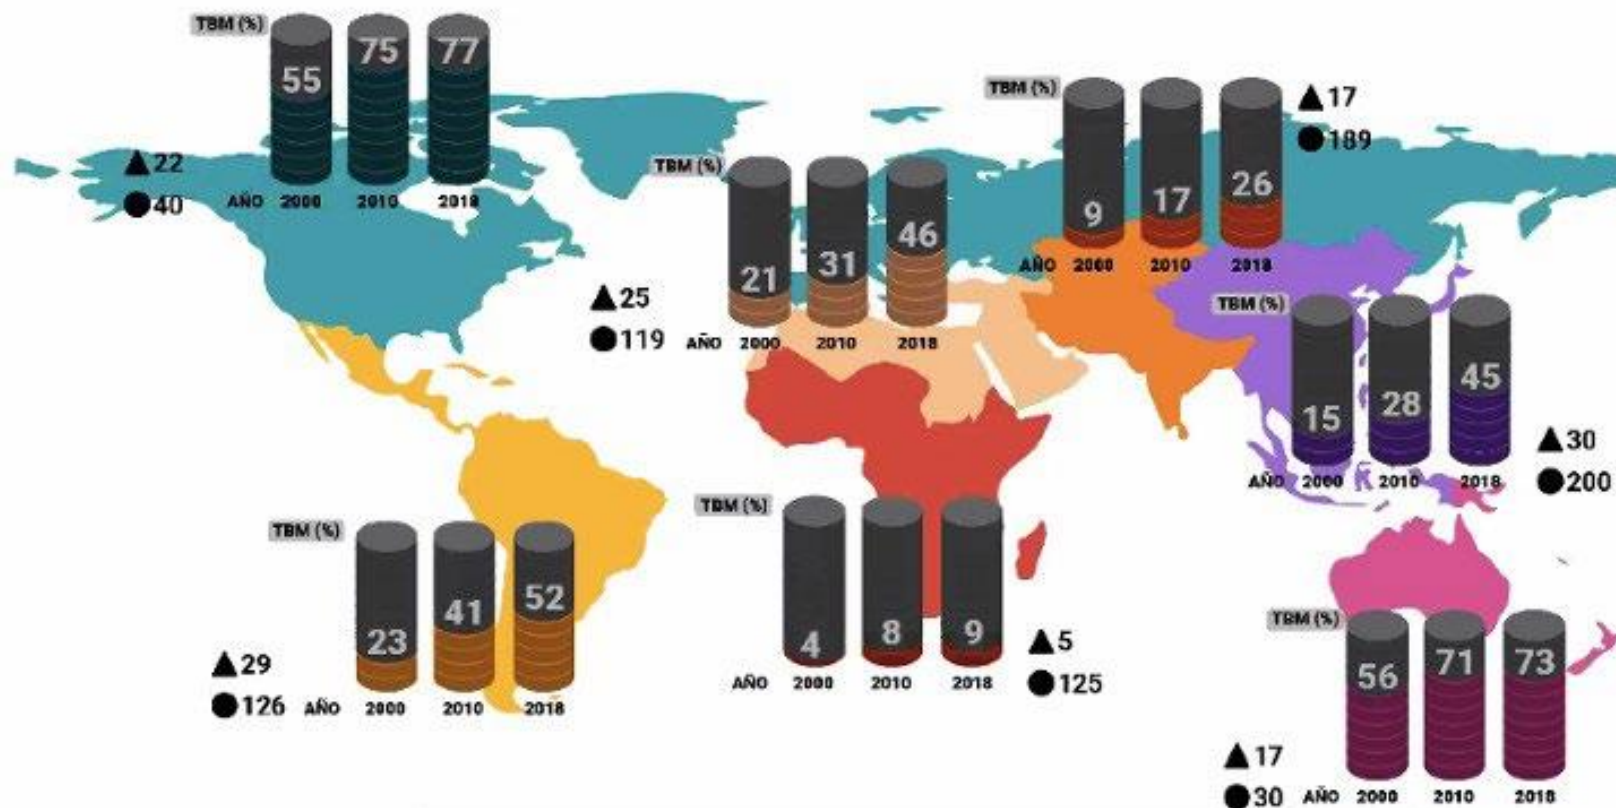 TBM (%)
55 75 77
▲22
●40
AÑO 2000 2010 2018
TBM (%)
21 31 46
▲25
●119
AÑO 2000 2010 2018
TBM (%)
9 17 26
▲17
●189
AÑO 2000 2010 2018
TBM (%)
15 28 45
▲30
●200
AÑO 2000 2010 2018
TBM (%)
23 41 52
▲29
●126
AÑO 2000 2010 2018
TBM (%)
4 8 9
▲5
●125
AÑO 2000 2010 2018
TBM (%)
56 71 73
▲17
●30
AÑO 2000 2010 2018